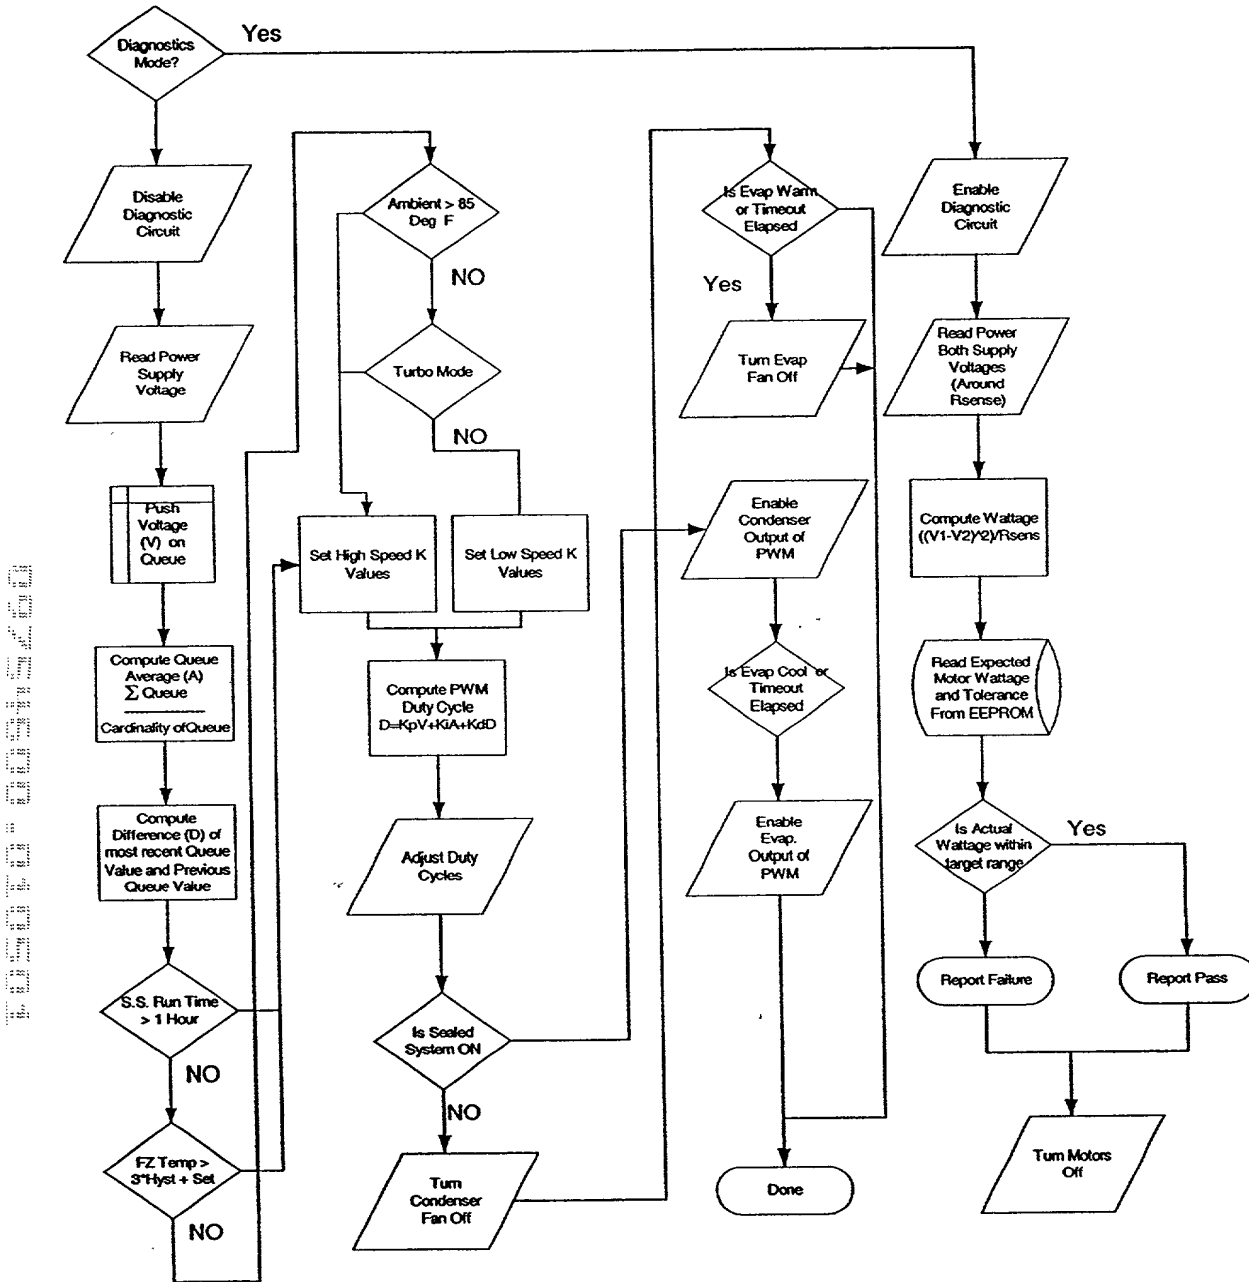 Yes
Diagnostics
Mode?
Disable
Diagnostic
Circuit
Read Power
Supply
Voltage
Push
Voltage
(V) on
Queue
Compute Queue
Average (A)
∑ Queue
Cardinality of Queue
Compute
Difference (D) of
most recent Queue
Value and Previous
Queue Value
S.S. Run Time
> 1 Hour
NO
FZ Temp >
3*Hyst + Set
NO
Ambient > 85
Deg F
NO
Turbo Mode
NO
Set High Speed K
Values
Set Low Speed K
Values
Compute PWM
Duty Cycle
D=KpV+KiA+KdD
Adjust Duty
Cycles
Is Sealed
System ON
NO
Turn
Condenser
Fan Off
Is Evap Warm
or Timeout
Elapsed
Yes
Turn Evap
Fan Off
Enable
Condenser
Output of
PWM
Is Evap Cool or
Timeout
Elapsed
Enable
Evap.
Output of
PWM
Done
Enable
Diagnostic
Circuit
Read Power
Both Supply
Voltages
(Around
Rsense)
Compute Wattage
((V1-V2)^2)/Rsens
Read Expected
Motor Wattage
and Tolerance
From EEPROM
Is Actual
Wattage within
target range
Yes
Report Failure
Report Pass
Turn Motors
Off